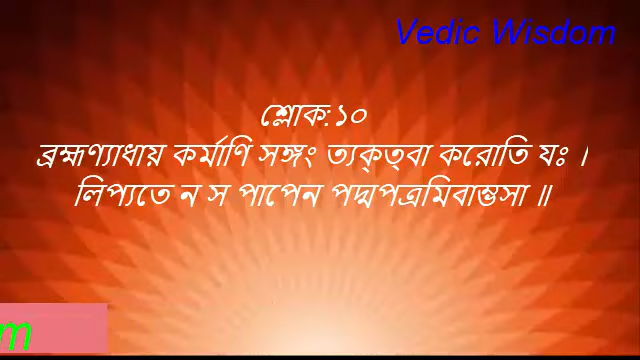 Vedic Wisdom
শ্লোক:১০
ব্রহ্মণ্যাধায় কর্মাণি সঙ্গং ত্যক্ত্বা করোতি যঃ ।
লিপ্যতে ন স পাপেন পদ্মপত্রমিবাম্ভসা ॥